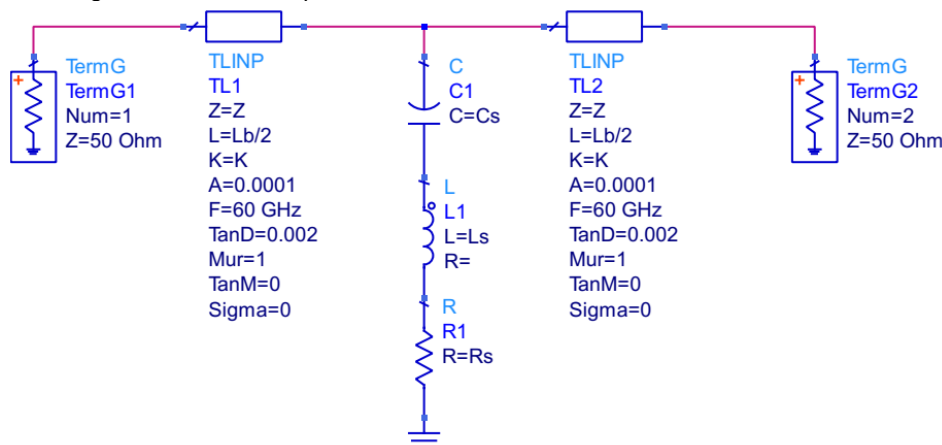 TermG
TermG1
Num=1
Z=50 Ohm
+
TLINP
TL1
Z=Z
L=Lb/2
K=K
A=0.0001
F=60 GHz
TanD=0.002
Mur=1
TanM=0
Sigma=0
C
C1
C=Cs
L
L1
L=Ls
R=
R
R1
R=Rs
TLINP
TL2
Z=Z
L=Lb/2
K=K
A=0.0001
F=60 GHz
TanD=0.002
Mur=1
TanM=0
Sigma=0
+
TermG
TermG2
Num=2
Z=50 Ohm